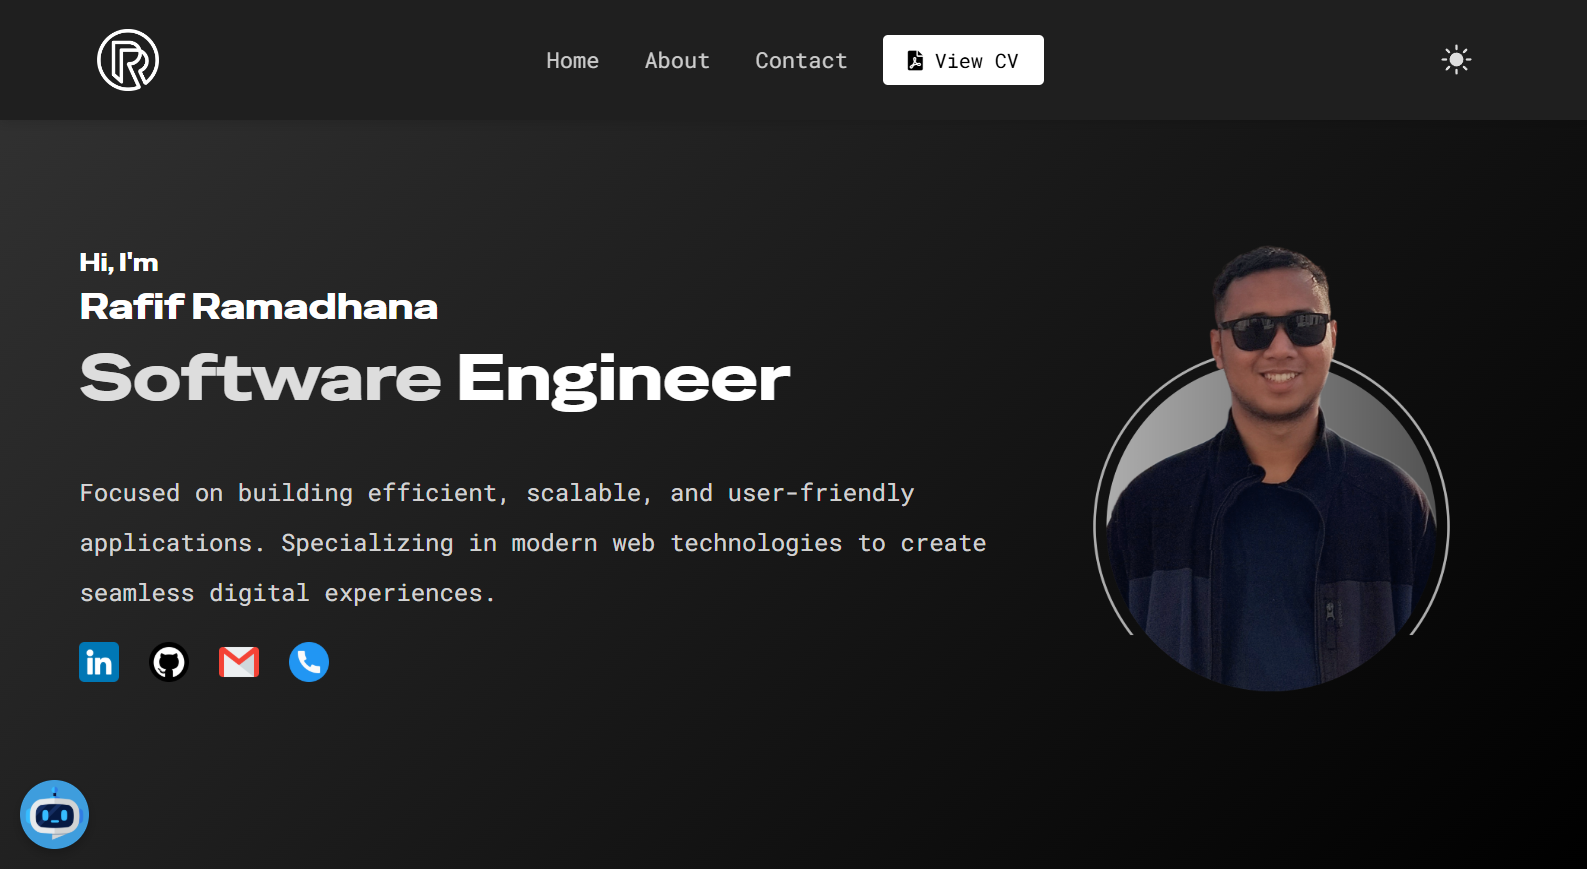 Home About Contact View CV
Hi, I'm
Rafif Ramadhana
Software Engineer
Focused on building efficient, scalable, and user-friendly
applications. Specializing in modern web technologies to create
seamless digital experiences.
in